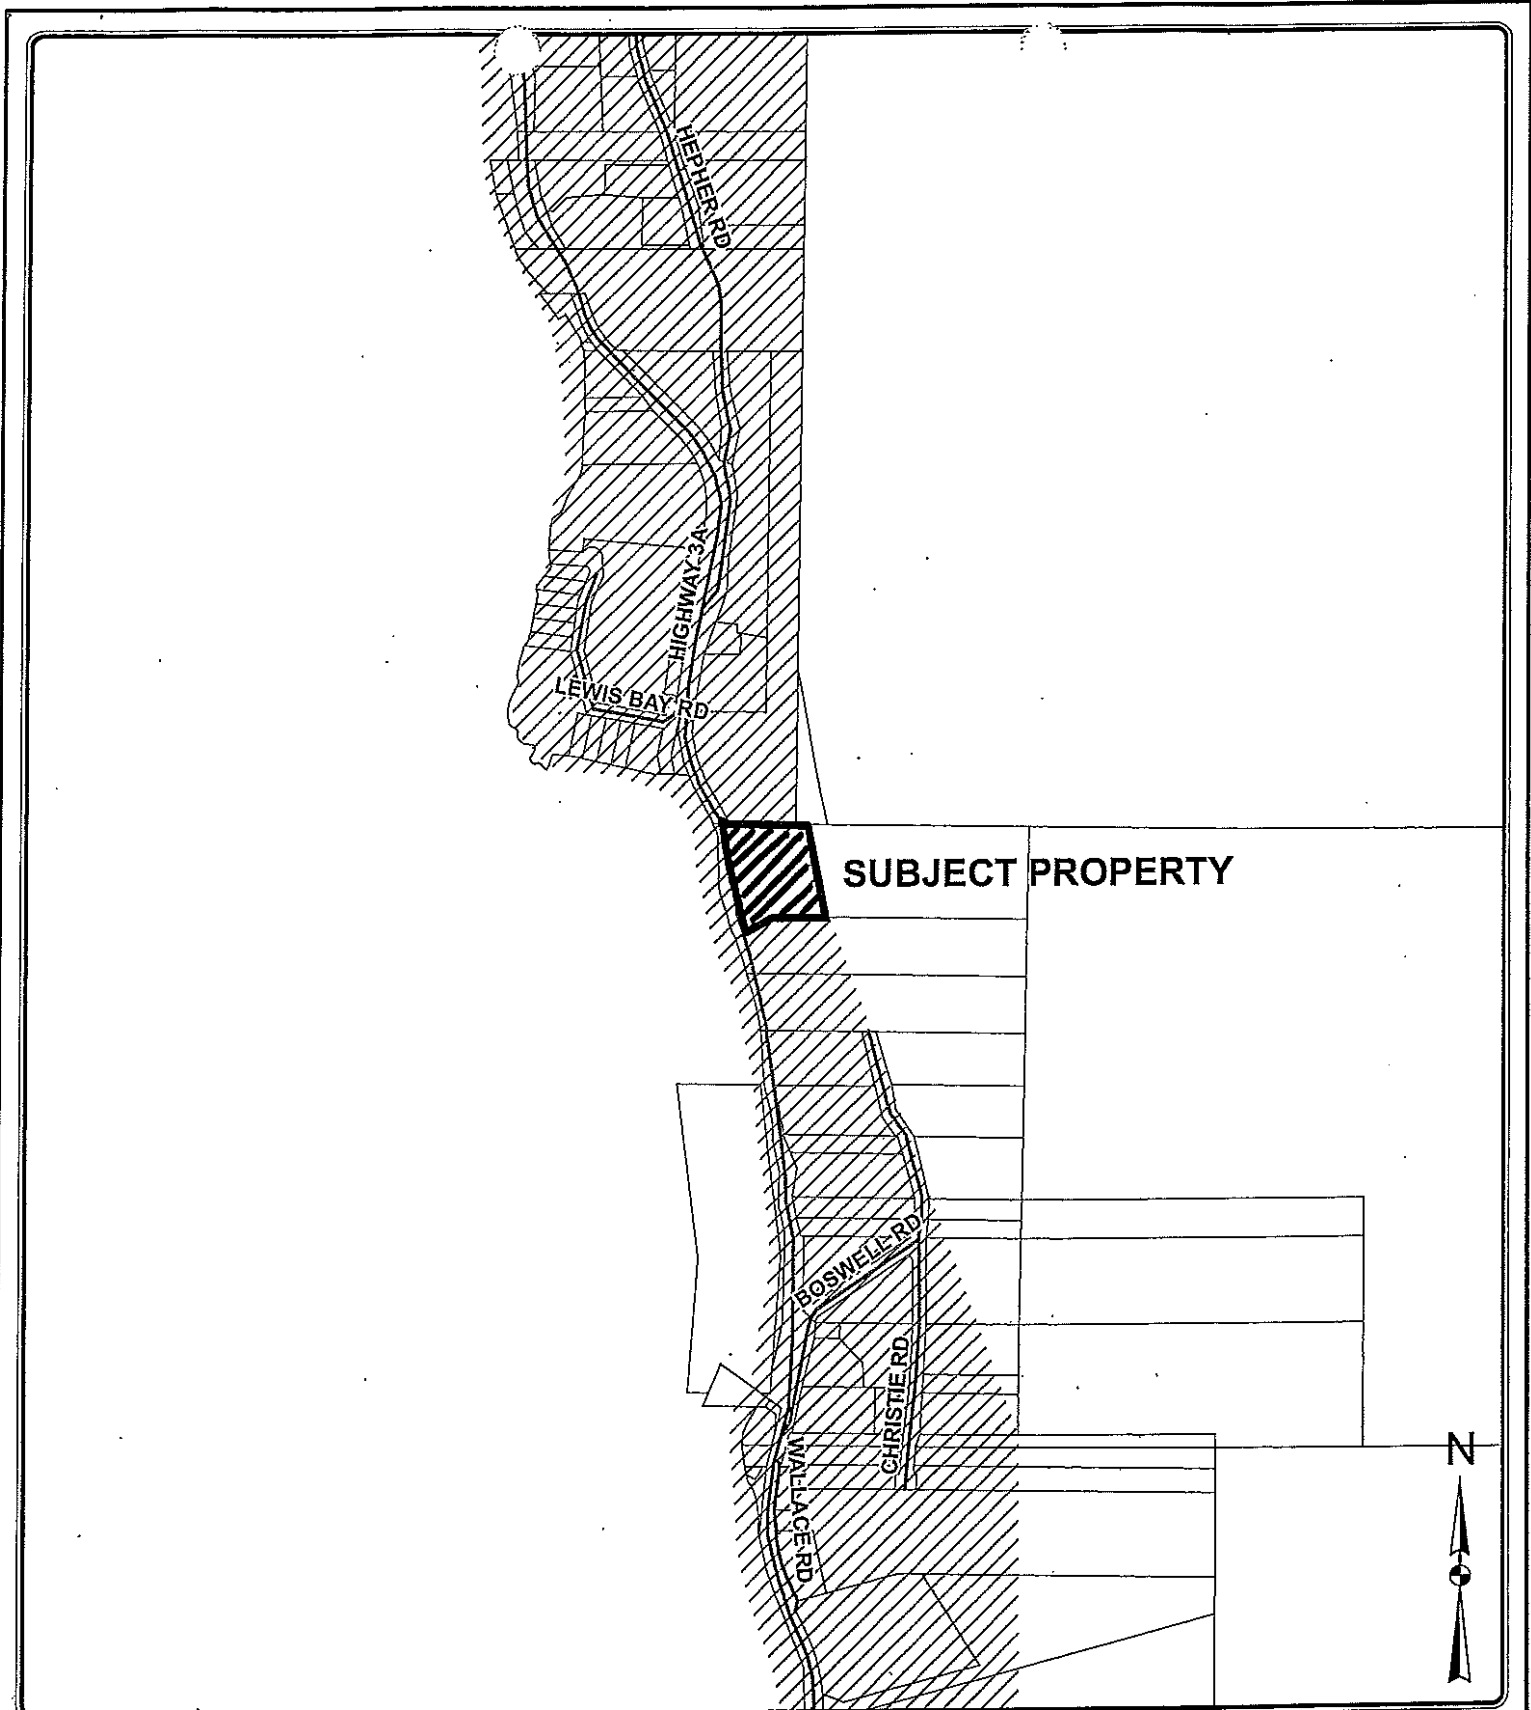 HEPHER RD
HIGHWAY 3A
LEWIS BAY RD
SUBJECT PROPERTY
BOSWELL RD
CHRISTIE RD
WALLACE RD
N